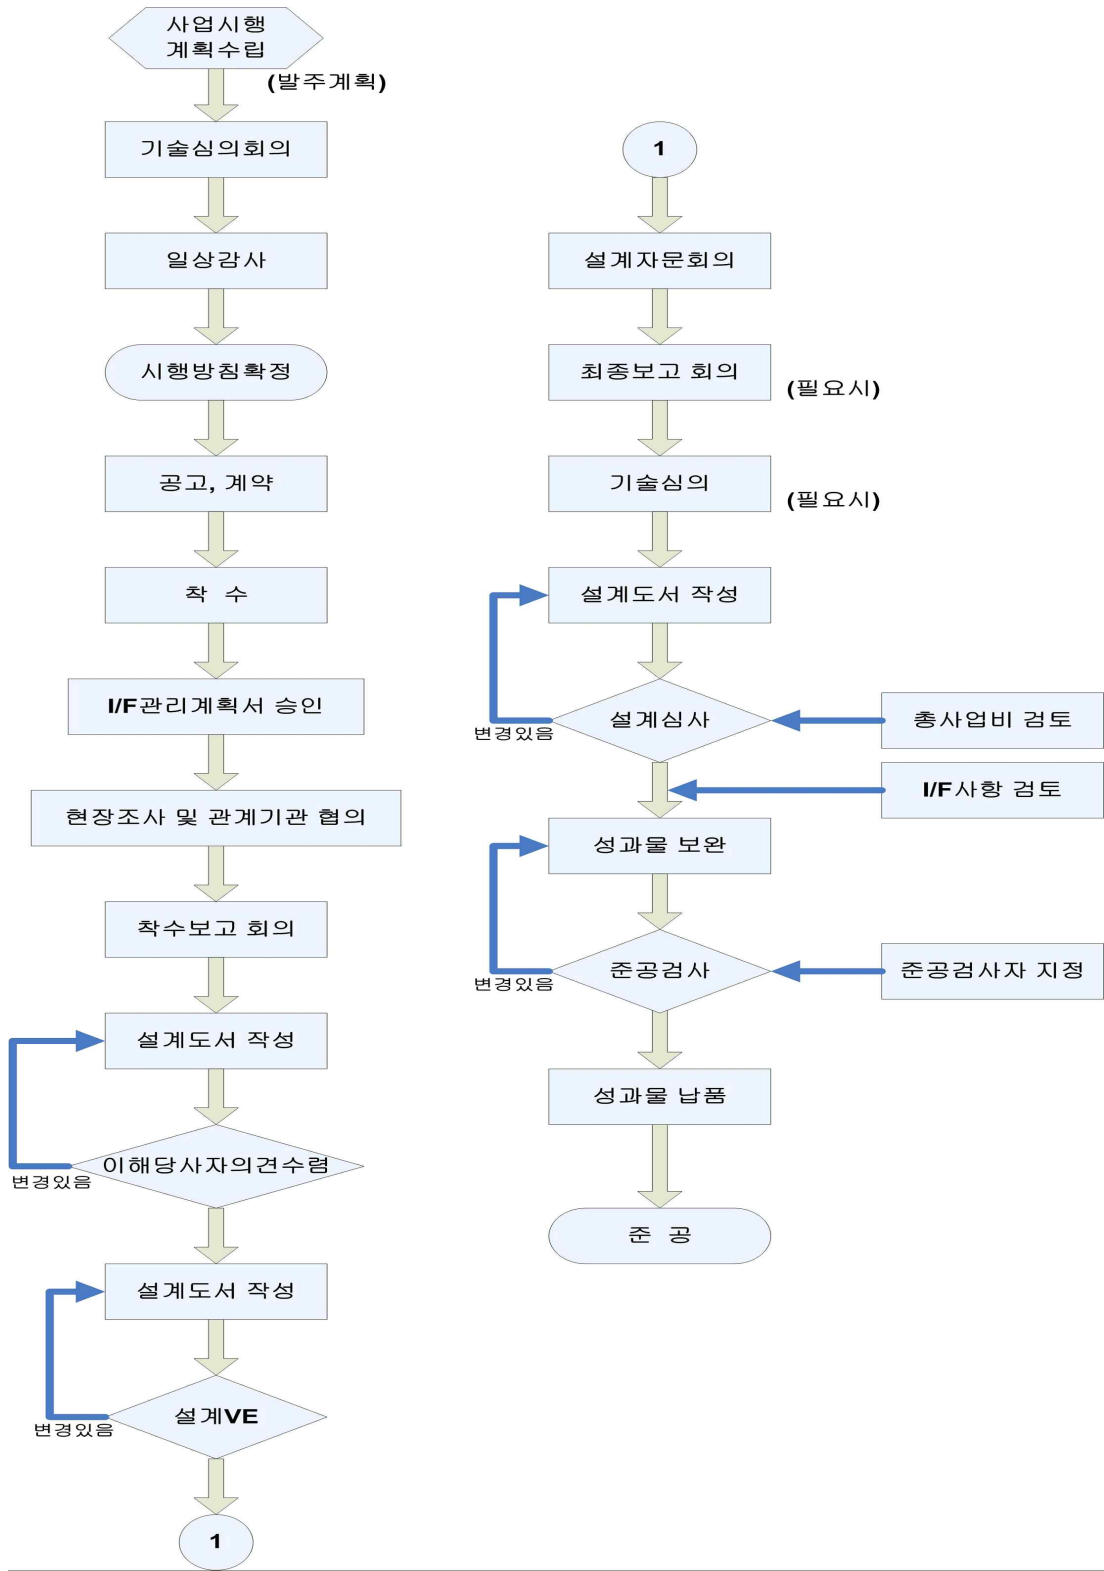 사업시행
계획수립
(발주계획)
기술심의회의
일상감사
시행방침확정
공고, 계약
착 수
I/F관리계획서 승인
현장조사 및 관계기관 협의
착수보고 회의
설계도서 작성
이해당사자의견수렴
변경있음
설계도서 작성
설계VE
변경있음
1
1
설계자문회의
최종보고 회의
(필요시)
기술심의
(필요시)
설계도서 작성
설계심사
변경있음
총사업비 검토
I/F사항 검토
성과물 보완
준공검사
변경있음
준공검사자 지정
성과물 납품
준 공